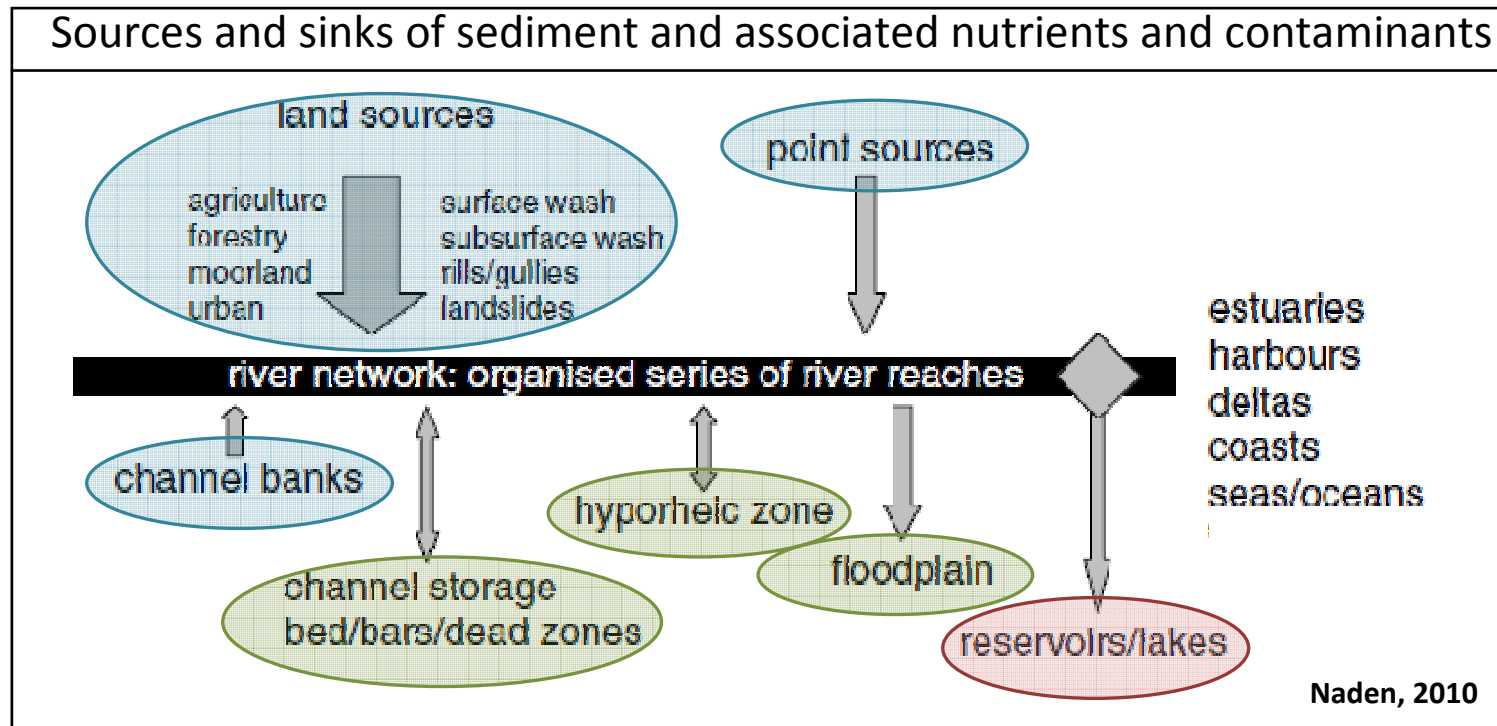 Sources and sinks of sediment and associated nutrients and contaminants
land sources
agriculture
forestry
moorland
urban
surface wash
subsurface wash
rills/gullies
landslides
point sources
river network: organised series of river reaches
estuaries
harbours
deltas
coasts
seas/oceans
channel banks
channel storage
bed/bars/dead zones
hyporheic zone
floodplain
reservoirs/lakes
Naden, 2010